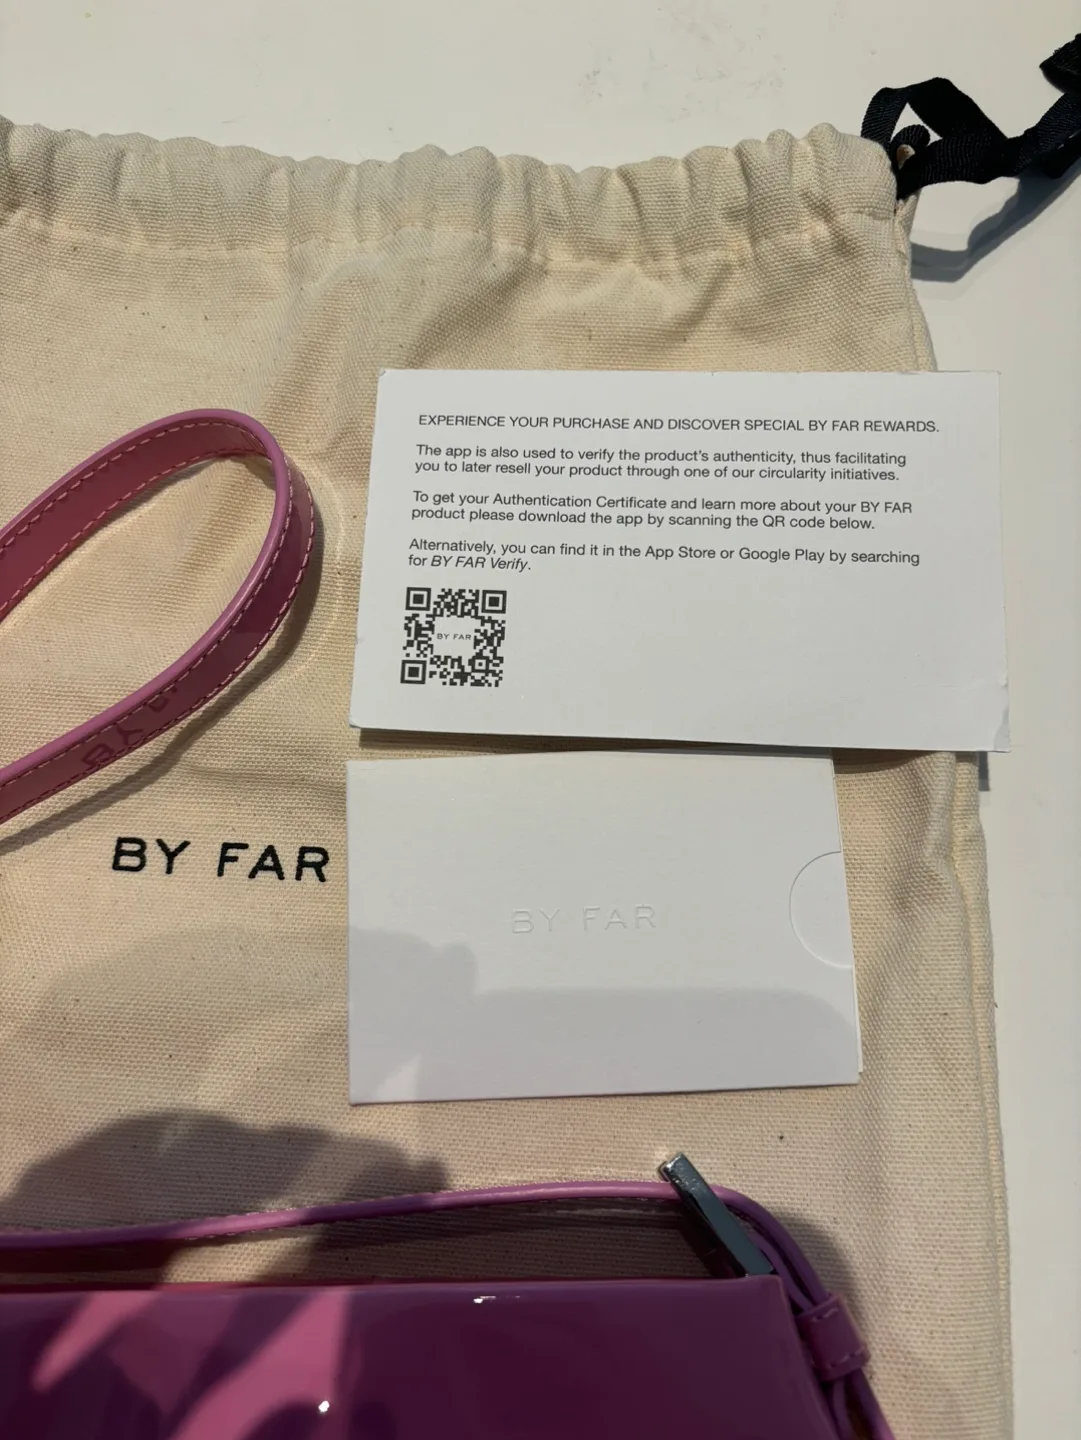 EXPERIENCE YOUR PURCHASE AND DISCOVER SPECIAL BY FAR REWARDS.
The app is also used to verify the product's authenticity, thus facilitating
you to later resell your product through one of our circularity initiatives.
To get your Authentication Certificate and learn more about your BY FAR
product please download the app by scanning the QR code below.
Alternatively, you can find it in the App Store or Google Play by searching
for BY FAR Verify.
BY FAR
BY
BY FAR
BY FAR